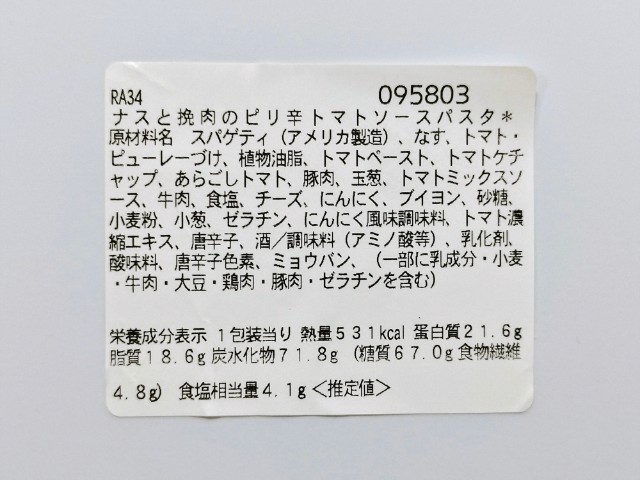 RA34 095803
ナスと挽肉のピリ辛トマトソースパスタ＊
原材料名　スパゲティ（アメリカ製造）、なす、トマト・
ピューレーづけ、植物油脂、トマトペースト、トマトケチ
ャップ、あらごしトマト、豚肉、玉葱、トマトミックスソ
ース、牛肉、食塩、チーズ、にんにく、ブイヨン、砂糖、
小麦粉、小葱、ゼラチン、にんにく風味調味料、トマト濃
縮エキス、唐辛子、酒／調味料（アミノ酸等）、乳化剤、
酸味料、唐辛子色素、ミョウバン、（一部に乳成分・小麦
・牛肉・大豆・鶏肉・豚肉・ゼラチンを含む）
栄養成分表示　１包装当り　熱量５３１kcal　蛋白質２１.６g
脂質１８.６g炭水化物７１.８g（糖質６７.０g食物繊維
４.８g）　食塩相当量４.１g＜推定値＞